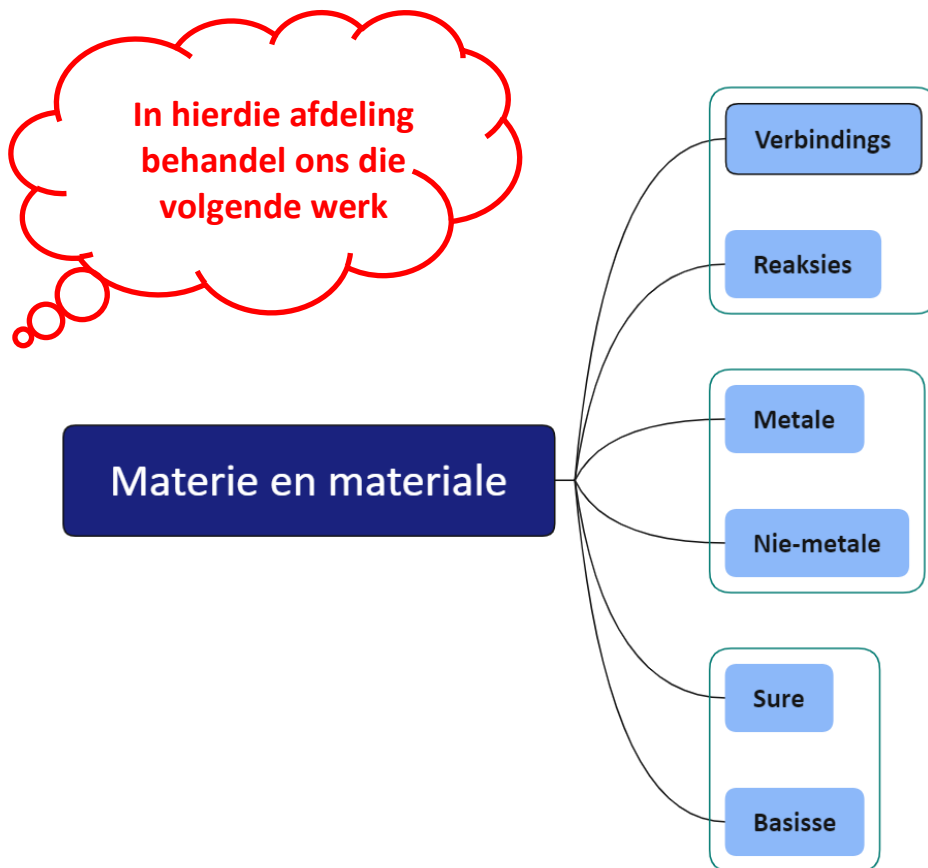 In hierdie afdeling
behandel ons die
volgende werk
Verbindings
Reaksies
Materie en materiale
Metale
Nie-metale
Sure
Basisse